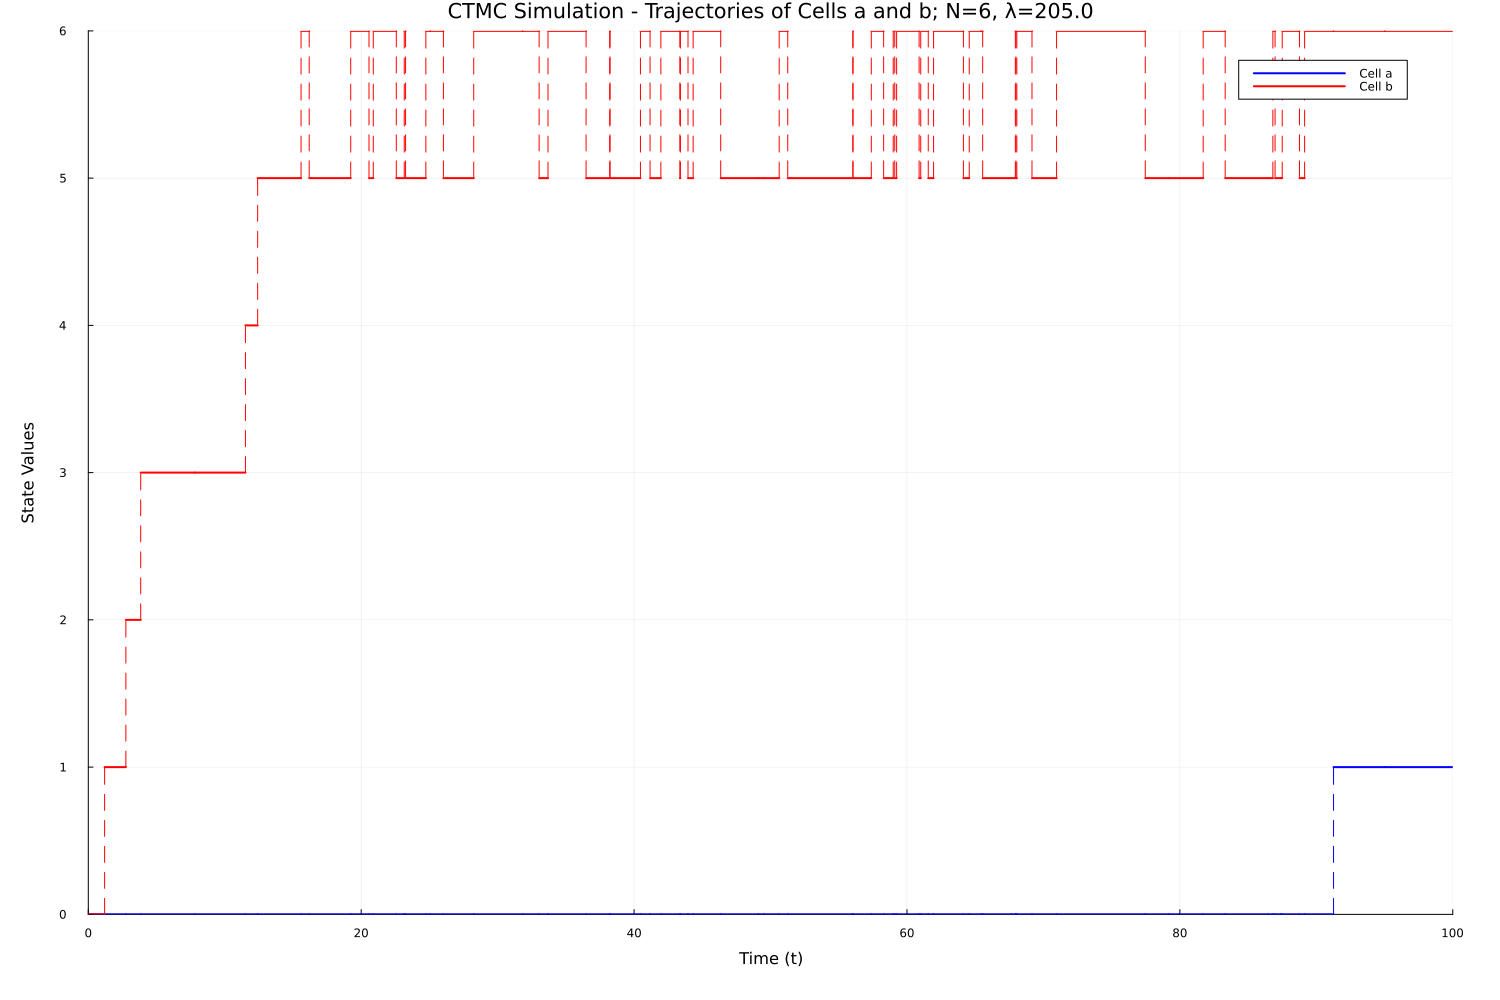 CTMC Simulation - Trajectories of Cells a and b; N=6, λ=205.0
6
Cell a
Cell b
5
4
State Values
3
2
1
0
0 20 40 60 80 100
Time (t)